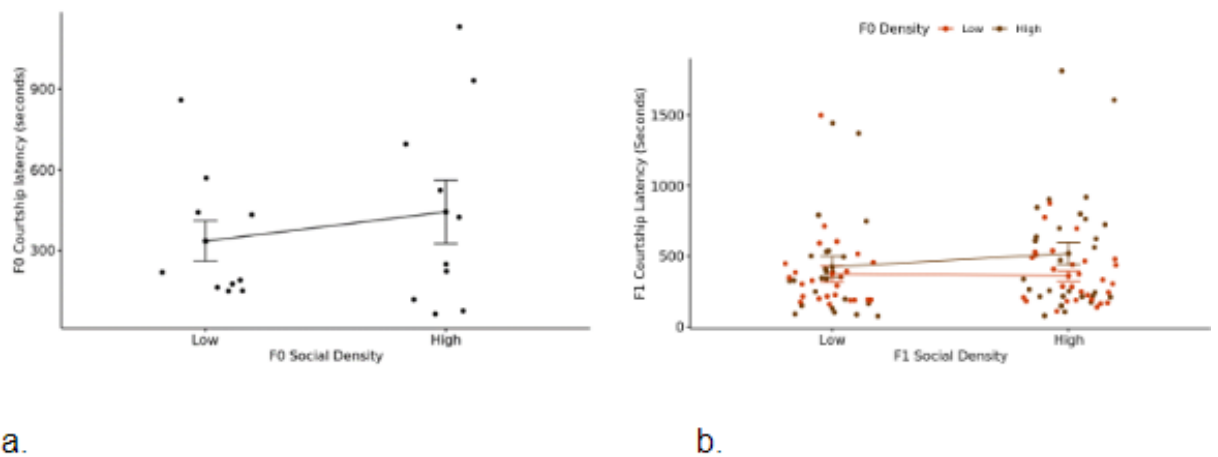 F0 Density Low High
F0 Courtship latency (seconds)
900
600
300
Low High
F0 Social Density
F1 Courtship Latency (Seconds)
1500
1000
500
0
Low High
F1 Social Density
a. b.